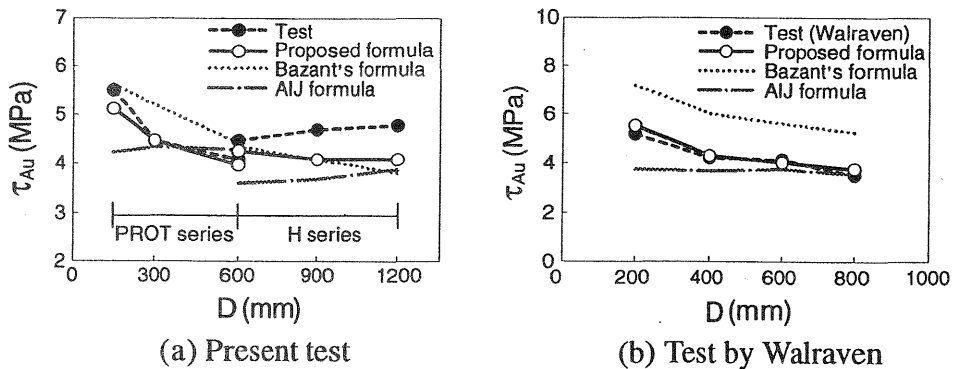 7
6
5
4
3
2
τAu (MPa)
Test
Proposed formula
Bazant's formula
AIJ formula
PROT series
H series
0 300 600 900 1200
D (mm)
(a) Present test
10
8
6
4
2
0
τAu (MPa)
Test (Walraven)
Proposed formula
Bazant's formula
AIJ formula
0 200 400 600 800 1000
D (mm)
(b) Test by Walraven